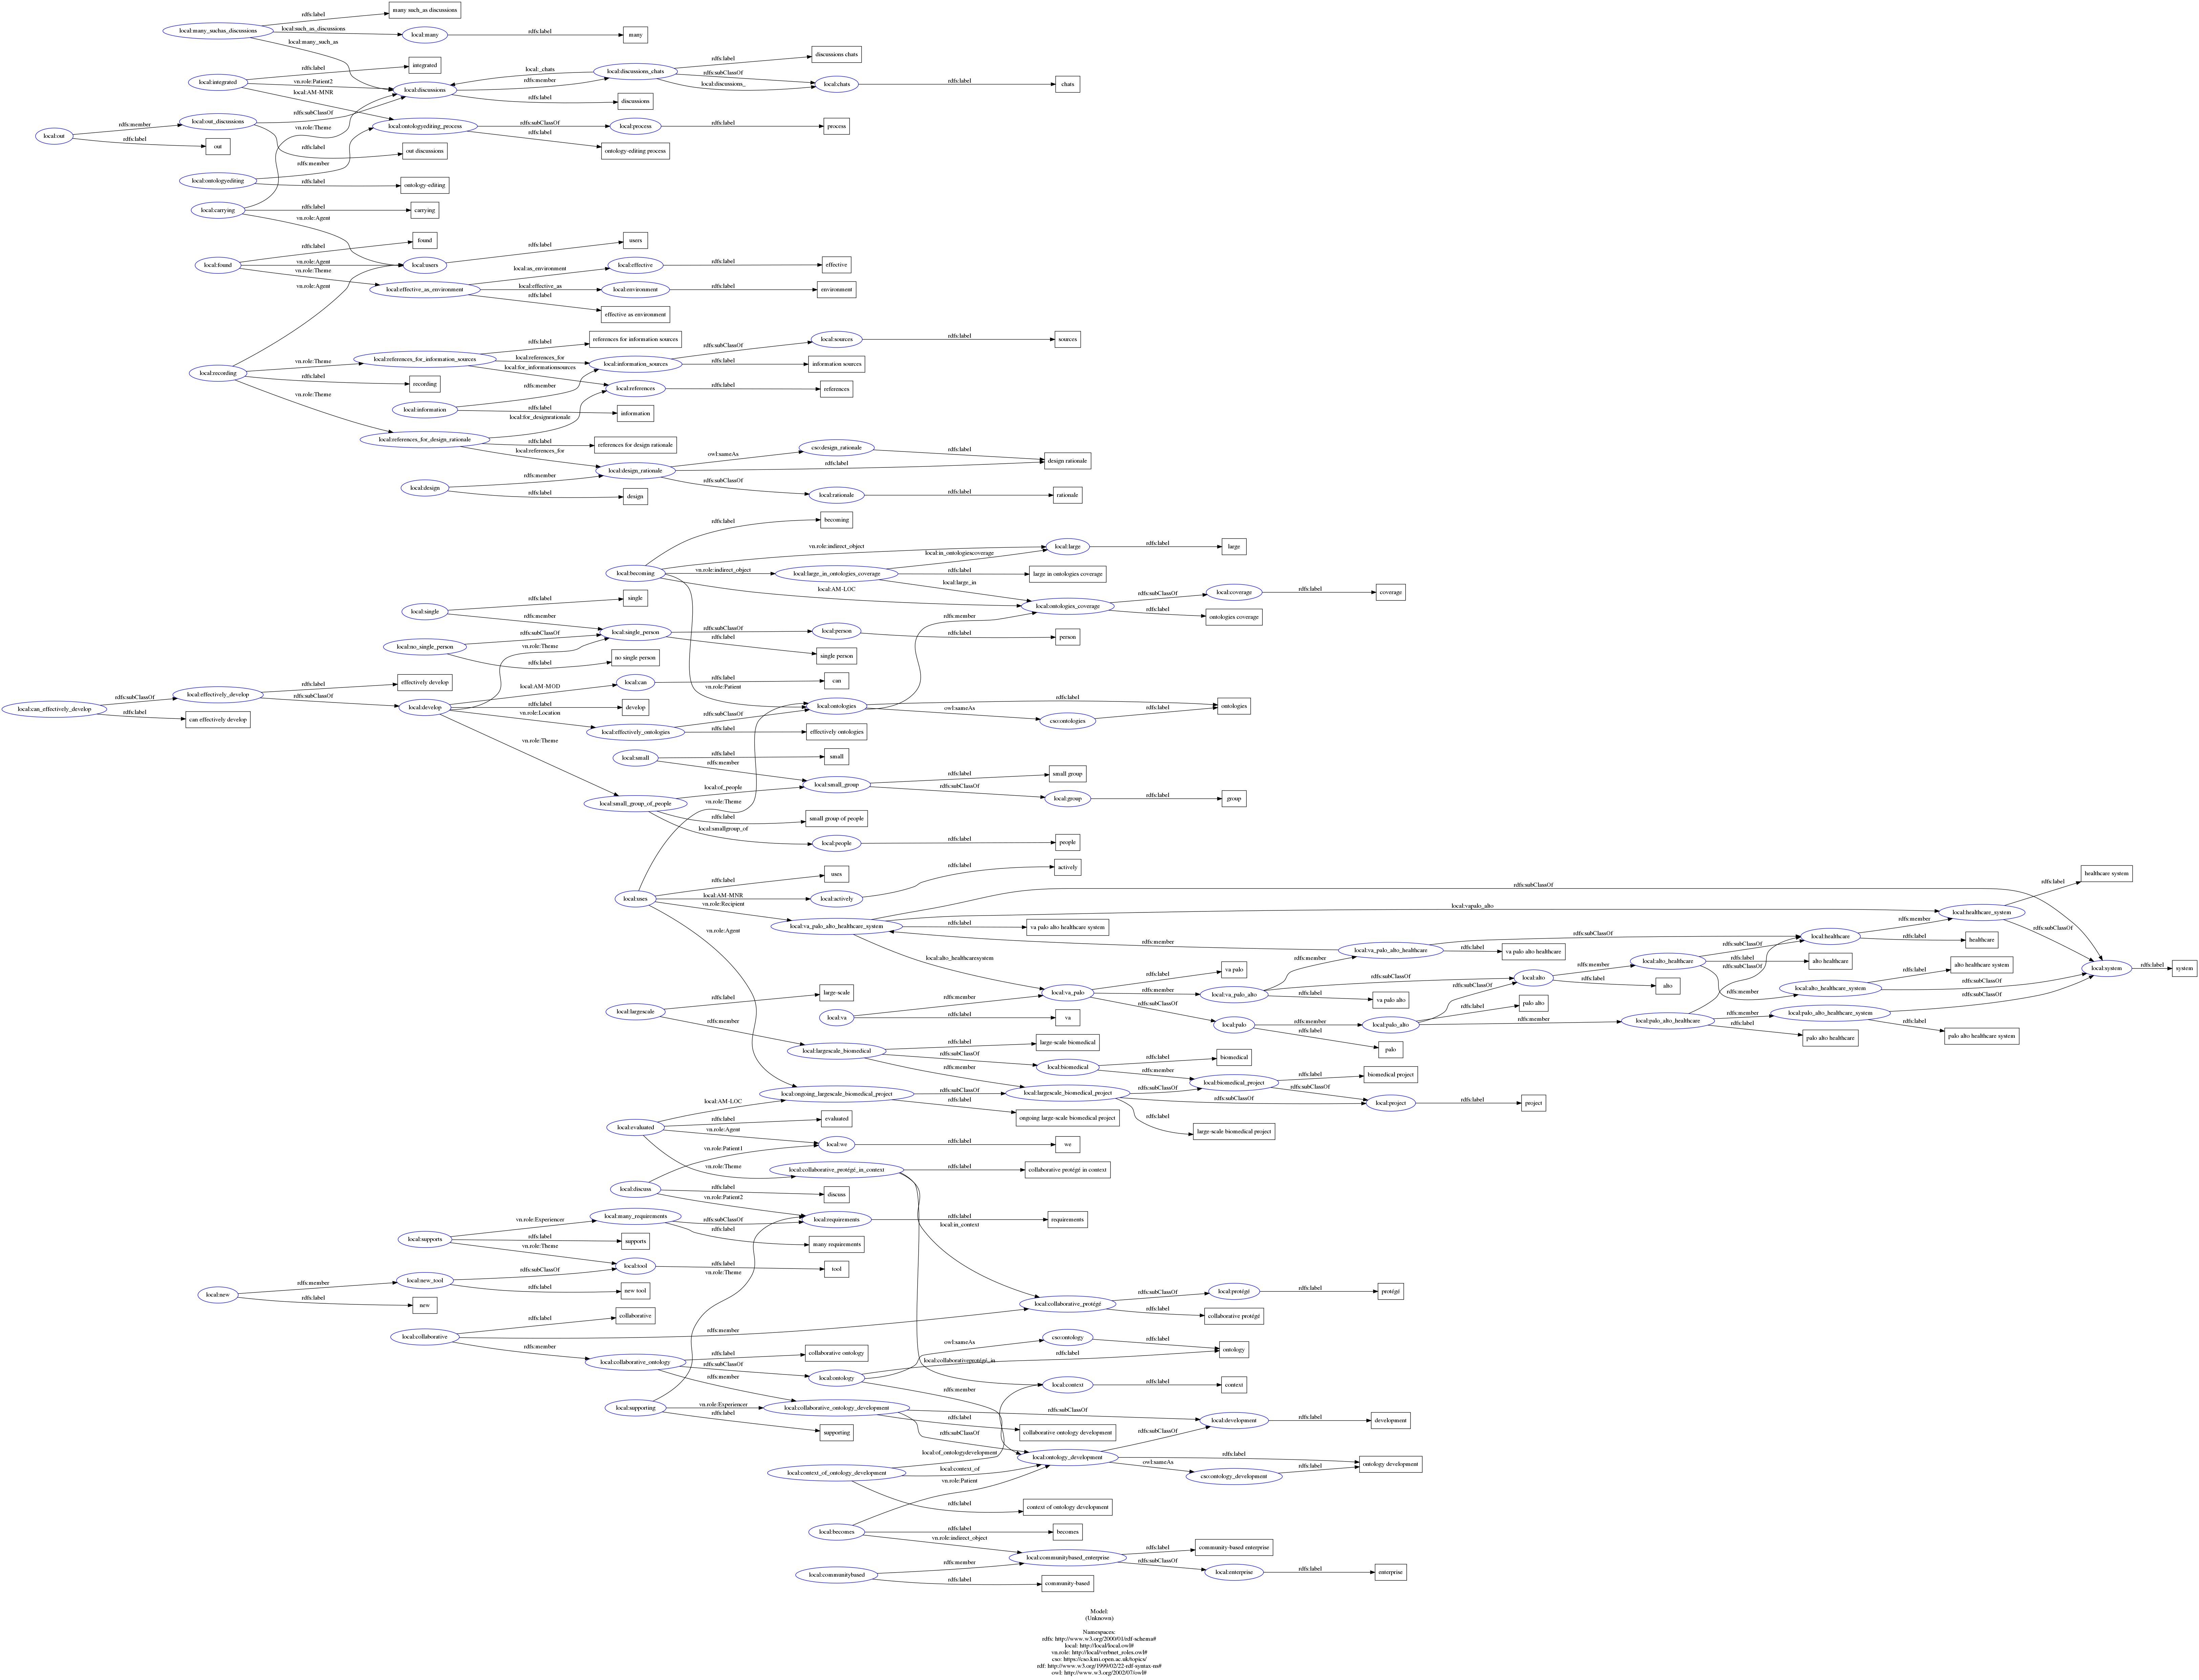 many such_as discussions
rdfs:label
local:many_suchas_discussions
local:such_as_discussions
local:many
rdfs:label
many
local:many_such_as
discussions chats
rdfs:label
integrated
rdfs:label
local:integrated
vn.role:Patient2
local:_chats
local:discussions_chats
rdfs:subClassOf
local:discussions_
local:chats
rdfs:label
chats
rdfs:member
local:discussions
local:AM-MNR
rdfs:label
discussions
rdfs:subClassOf
local:out
rdfs:member
rdfs:label
local:out_discussions
vn.role:Theme
local:ontologyediting_process
rdfs:subClassOf
rdfs:label
local:process
rdfs:label
process
out
rdfs:label
out discussions
ontology-editing process
rdfs:member
local:ontologyediting
rdfs:label
ontology-editing
local:carrying
rdfs:label
carrying
vn.role:Agent
found
rdfs:label
users
rdfs:label
local:found
vn.role:Agent
vn.role:Theme
local:users
local:as_environment
local:effective
rdfs:label
effective
vn.role:Agent
local:effective_as_environment
local:effective_as
rdfs:label
local:environment
rdfs:label
environment
effective as environment
rdfs:label
references for information sources
rdfs:subClassOf
local:sources
rdfs:label
sources
local:recording
vn.role:Theme
local:references_for_information_sources
local:references_for
local:for_informationsources
local:information_sources
rdfs:label
information sources
rdfs:label
recording
rdfs:member
local:references
rdfs:label
references
vn.role:Theme
local:information
rdfs:label
information
local:for_designrationale
local:references_for_design_rationale
rdfs:label
references for design rationale
local:references_for
owl:sameAs
cso:design_rationale
rdfs:label
design rationale
local:design_rationale
rdfs:label
rdfs:subClassOf
local:design
rdfs:member
rdfs:label
design
local:rationale
rdfs:label
rationale
rdfs:label
becoming
local:becoming
vn.role:indirect_object
local:in_ontologiescoverage
local:large
rdfs:label
large
vn.role:indirect_object
local:large_in_ontologies_coverage
rdfs:label
large in ontologies coverage
local:AM-LOC
local:large_in
local:ontologies_coverage
rdfs:subClassOf
local:coverage
rdfs:label
coverage
rdfs:label
ontologies coverage
local:single
rdfs:label
single
rdfs:member
rdfs:member
local:no_single_person
rdfs:subClassOf
local:single_person
rdfs:subClassOf
rdfs:label
local:person
rdfs:label
person
vn.role:Theme
rdfs:label
no single person
single person
local:can_effectively_develop
rdfs:subClassOf
rdfs:label
local:effectively_develop
rdfs:label
rdfs:subClassOf
effectively develop
can effectively develop
local:develop
local:AM-MOD
local:can
rdfs:label
can
vn.role:Patient
rdfs:label
develop
vn.role:Location
local:effectively_ontologies
rdfs:subClassOf
rdfs:label
effectively ontologies
local:ontologies
rdfs:label
owl:sameAs
cso:ontologies
rdfs:label
ontologies
vn.role:Theme
local:small
rdfs:label
small
rdfs:member
local:small_group
rdfs:label
small group
rdfs:subClassOf
local:group
rdfs:label
group
local:small_group_of_people
local:of_people
vn.role:Theme
rdfs:label
small group of people
local:smallgroup_of
local:people
rdfs:label
people
rdfs:label
uses
local:uses
local:AM-MNR
local:actively
rdfs:label
actively
vn.role:Recipient
vn.role:Agent
rdfs:subClassOf
rdfs:label
healthcare system
local:vapalo_alto
local:healthcare_system
local:va_palo_alto_healthcare_system
rdfs:label
va palo alto healthcare system
rdfs:member
rdfs:subClassOf
local:alto_healthcaresystem
rdfs:member
local:va_palo_alto_healthcare
rdfs:subClassOf
rdfs:label
va palo alto healthcare
local:healthcare
rdfs:label
healthcare
rdfs:subClassOf
rdfs:subClassOf
rdfs:member
local:alto_healthcare
rdfs:label
alto healthcare
rdfs:member
local:alto_healthcare_system
rdfs:label
alto healthcare system
rdfs:subClassOf
local:system
rdfs:label
system
rdfs:label
va palo
local:va
rdfs:member
rdfs:label
va
local:va_palo
rdfs:member
rdfs:subClassOf
local:va_palo_alto
rdfs:member
rdfs:subClassOf
rdfs:label
va palo alto
local:alto
rdfs:member
rdfs:label
alto
rdfs:subClassOf
local:palo
rdfs:member
rdfs:label
palo
local:palo_alto
rdfs:label
palo alto
rdfs:member
local:palo_alto_healthcare
rdfs:member
rdfs:label
palo alto healthcare
local:palo_alto_healthcare_system
rdfs:subClassOf
rdfs:label
palo alto healthcare system
local:largescale
rdfs:label
large-scale
rdfs:member
local:largescale_biomedical
rdfs:label
large-scale biomedical
rdfs:subClassOf
rdfs:member
local:biomedical
rdfs:label
biomedical
rdfs:member
local:biomedical_project
rdfs:label
biomedical project
rdfs:subClassOf
local:ongoing_largescale_biomedical_project
rdfs:subClassOf
rdfs:label
ongoing large-scale biomedical project
local:largescale_biomedical_project
rdfs:subClassOf
rdfs:subClassOf
rdfs:label
large-scale biomedical project
local:project
rdfs:label
project
local:evaluated
local:AM-LOC
rdfs:label
evaluated
vn.role:Agent
local:we
rdfs:label
we
vn.role:Patient1
vn.role:Theme
local:collaborative_protégé_in_context
rdfs:label
collaborative protégé in context
local:discuss
rdfs:label
discuss
vn.role:Patient2
local:in_context
local:supports
vn.role:Experiencer
rdfs:label
supports
vn.role:Theme
local:many_requirements
rdfs:subClassOf
rdfs:label
many requirements
local:requirements
rdfs:label
requirements
local:tool
rdfs:label
tool
vn.role:Theme
local:new
rdfs:member
rdfs:label
new
local:new_tool
rdfs:subClassOf
rdfs:label
new tool
local:collaborative
rdfs:label
collaborative
rdfs:member
rdfs:member
local:collaborative_protégé
rdfs:subClassOf
local:protégé
rdfs:label
protégé
rdfs:label
collaborative protégé
local:collaborative_ontology
rdfs:label
collaborative ontology
rdfs:subClassOf
rdfs:member
local:ontology
owl:sameAs
cso:ontology
rdfs:label
rdfs:label
ontology
local:collaborativeprotégé_in
rdfs:member
local:context
rdfs:label
context
local:supporting
vn.role:Experiencer
rdfs:label
supporting
local:collaborative_ontology_development
rdfs:subClassOf
rdfs:label
collaborative ontology development
rdfs:subClassOf
local:development
rdfs:label
development
local:ontology_development
rdfs:subClassOf
rdfs:label
ontology development
owl:sameAs
cso:ontology_development
rdfs:label
local:context_of_ontology_development
local:of_ontologydevelopment
local:context_of
rdfs:label
context of ontology development
vn.role:Patient
local:becomes
rdfs:label
becomes
vn.role:indirect_object
local:communitybased_enterprise
rdfs:label
community-based enterprise
rdfs:subClassOf
local:enterprise
rdfs:label
enterprise
local:communitybased
rdfs:member
rdfs:label
community-based
Model:
(Unknown)
Namespaces:
rdfs: http://www.w3.org/2000/01/rdf-schema#
local: http://local/local.owl#
vn.role: http://local/verbnet_roles.owl#
cso: https://cso.kmi.open.ac.uk/topics/
rdf: http://www.w3.org/1999/02/22-rdf-syntax-ns#
owl: http://www.w3.org/2002/07/owl#